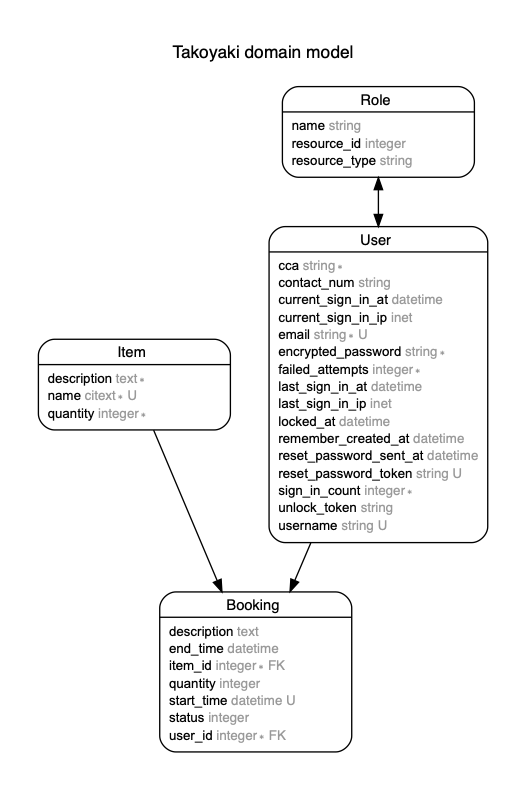 Takoyaki domain model
Role
name string
resource_id integer
resource_type string
User
cca string∗
contact_num string
current_sign_in_at datetime
current_sign_in_ip inet
email string∗ U
encrypted_password string∗
failed_attempts integer∗
last_sign_in_at datetime
last_sign_in_ip inet
locked_at datetime
remember_created_at datetime
reset_password_sent_at datetime
reset_password_token string U
sign_in_count integer∗
unlock_token string
username string U
Item
description text∗
name citext∗ U
quantity integer∗
Booking
description text
end_time datetime
item_id integer∗ FK
quantity integer
start_time datetime U
status integer
user_id integer∗ FK